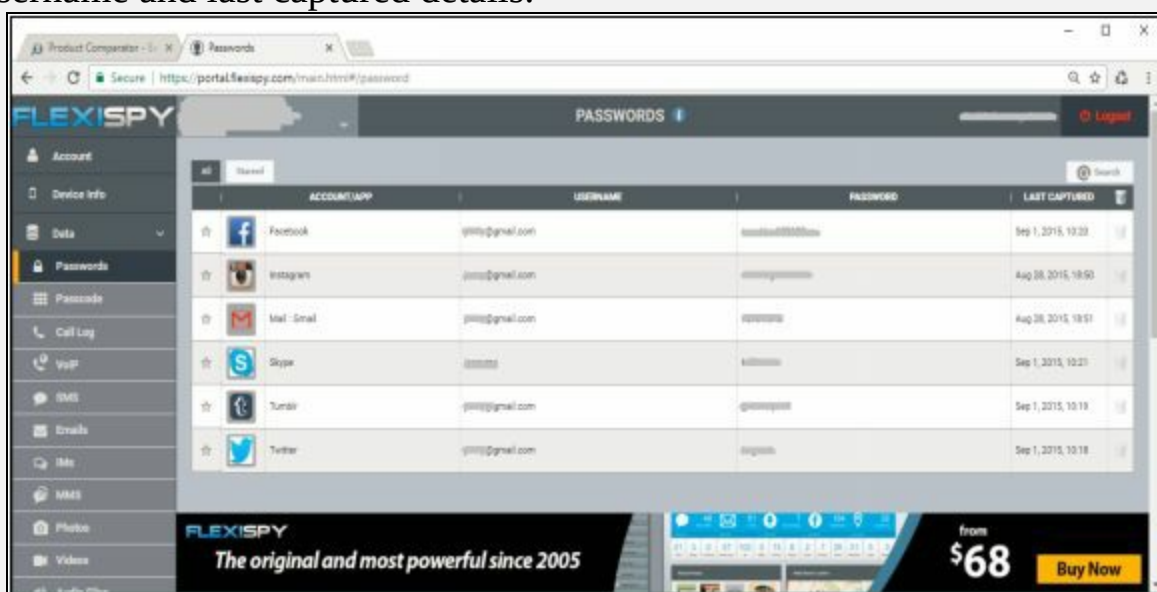 username and last captured details.
Product Comparator - E
Passwords
Secure | https://portal.flexispy.com/main.html#/password
FLEXISPY
PASSWORDS
Logout
Account
Device Info
Data
Passwords
Passcode
Call Log
VoIP
SMS
Emails
IMs
MMS
Photos
Videos
Audio Files
All Starred
Search
ACCOUNT/APP USERNAME PASSWORD LAST CAPTURED
Facebook @gmail.com Sep 1, 2015, 10:20
Instagram @gmail.com Aug 28, 2015, 18:50
Mail : Gmail @gmail.com Aug 28, 2015, 18:51
Skype Sep 1, 2015, 10:21
Tumblr @gmail.com Sep 1, 2015, 10:19
Twitter @gmail.com Sep 1, 2015, 10:18
FLEXISPY
The original and most powerful since 2005
from
$68
Buy Now